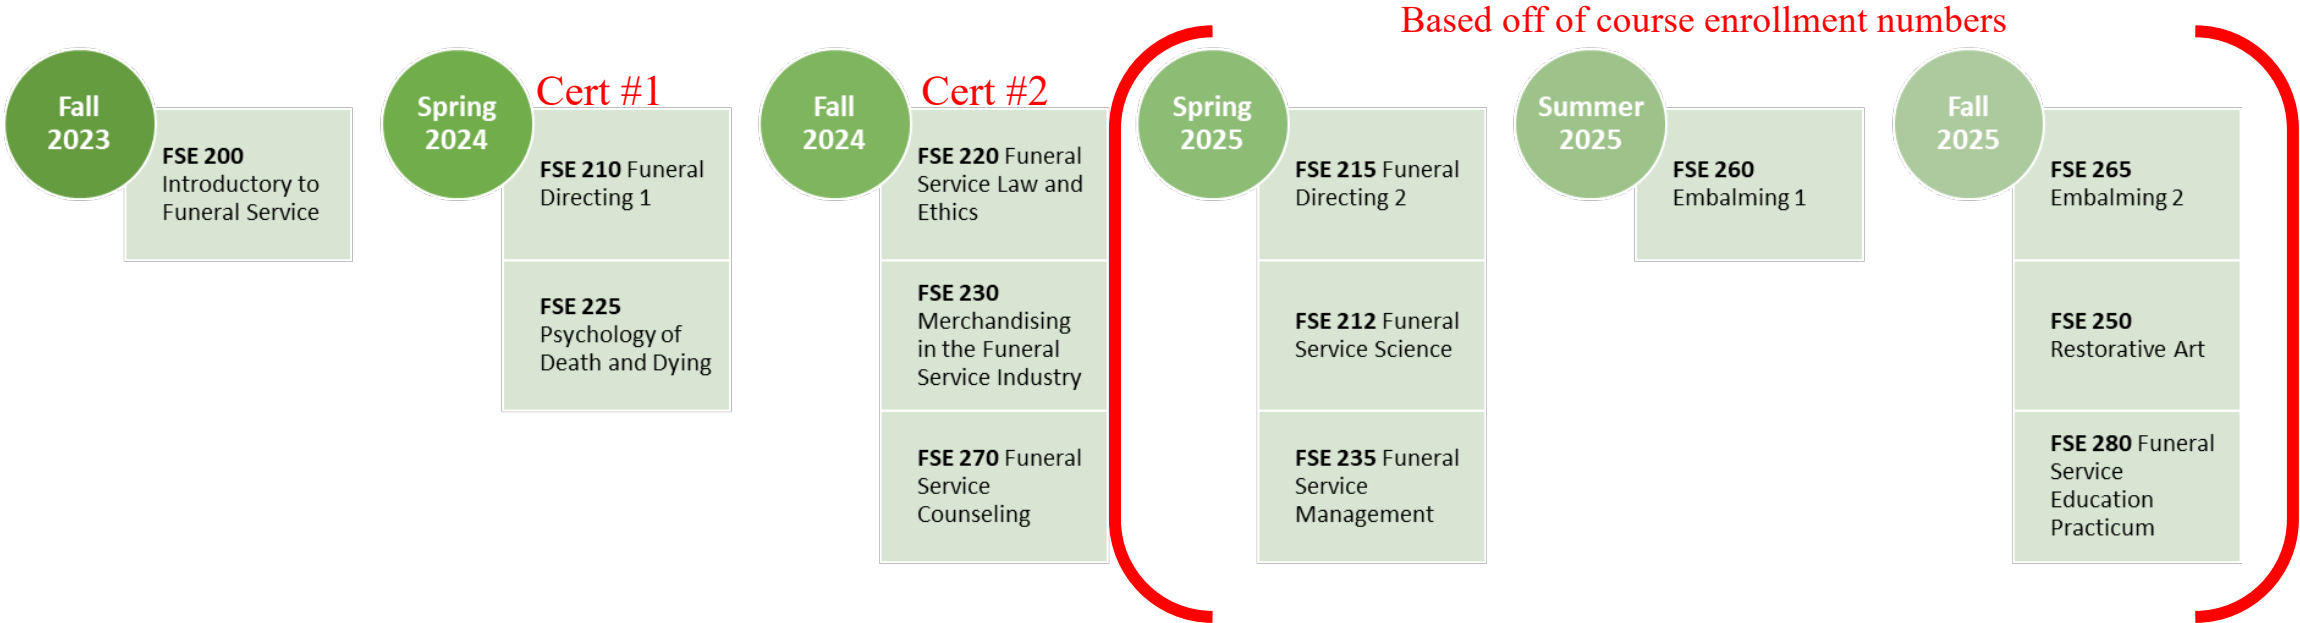 Based off of course enrollment numbers
Fall
2023
FSE 200
Introductory to
Funeral Service
Spring
2024
Cert #1
FSE 210 Funeral
Directing 1
FSE 225
Psychology of
Death and Dying
Fall
2024
Cert #2
FSE 220 Funeral
Service Law and
Ethics
FSE 230
Merchandising
in the Funeral
Service Industry
FSE 270 Funeral
Service
Counseling
Spring
2025
FSE 215 Funeral
Directing 2
FSE 212 Funeral
Service Science
FSE 235 Funeral
Service
Management
Summer
2025
FSE 260
Embalming 1
Fall
2025
FSE 265
Embalming 2
FSE 250
Restorative Art
FSE 280 Funeral
Service
Education
Practicum